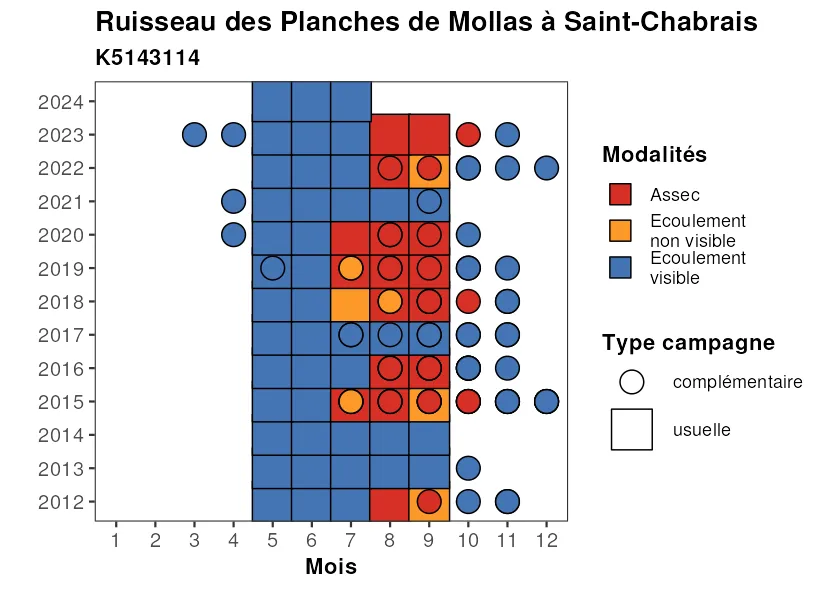 Ruisseau des Planches de Mollas à Saint-Chabrais
K5143114
2024
2023
2022
2021
2020
2019
2018
2017
2016
2015
2014
2013
2012
1 2 3 4 5 6 7 8 9 10 11 12
Mois
Modalités
Assec
Ecoulement
non visible
Ecoulement
visible
Type campagne
complémentaire
usuelle